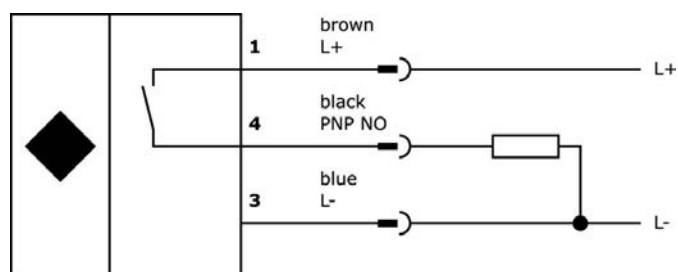 brown
1 L+
L+
black
4 PNP NO
blue
3 L-
L-